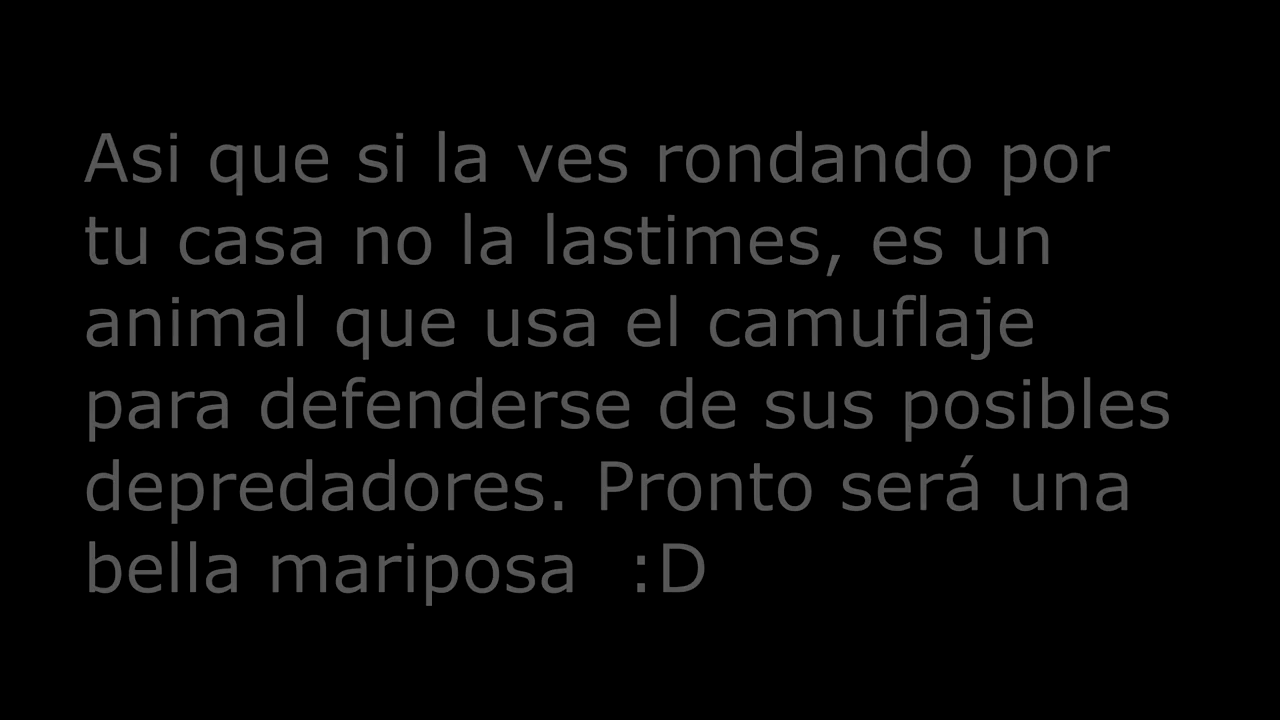 Asi que si la ves rondando por
tu casa no la lastimes, es un
animal que usa el camuflaje
para defenderse de sus posibles
depredadores. Pronto será una
bella mariposa  :D